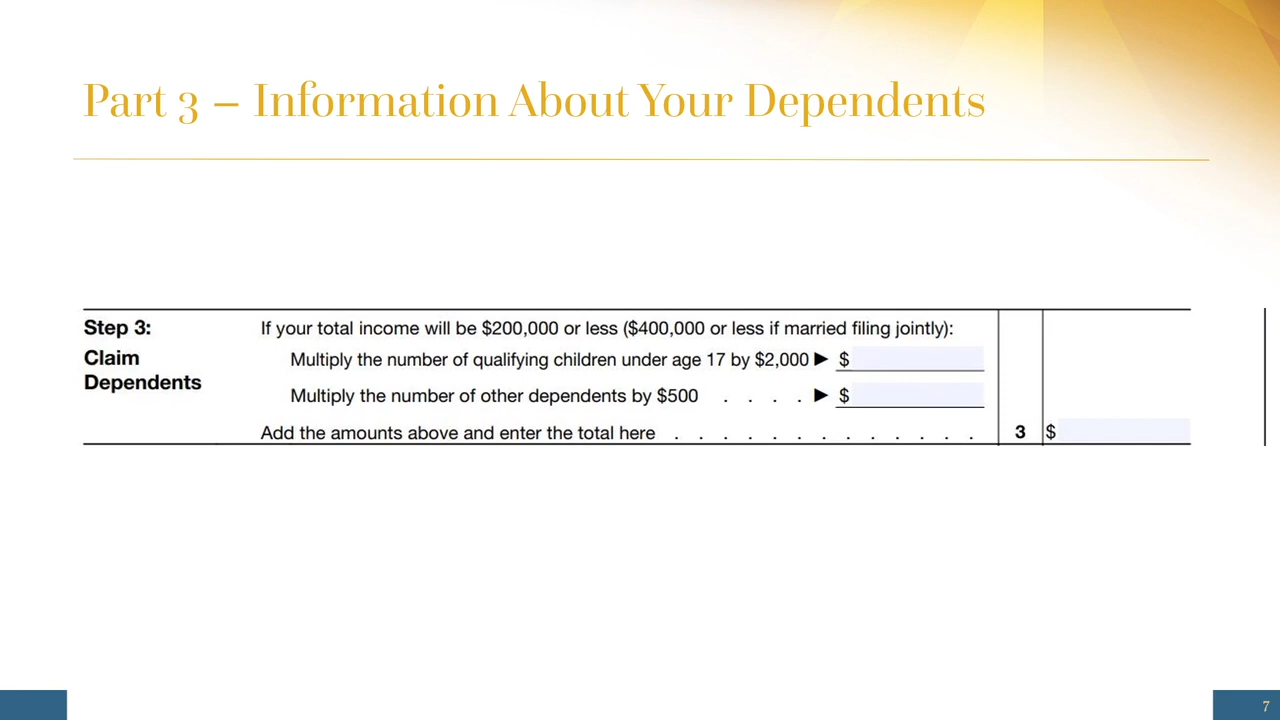 Part 3 – Information About Your Dependents
Step 3:
Claim
Dependents
If your total income will be $200,000 or less ($400,000 or less if married filing jointly):
Multiply the number of qualifying children under age 17 by $2,000 ▶ $
Multiply the number of other dependents by $500 . . . . ▶ $
Add the amounts above and enter the total here . . . . . . . . . . . . . 3 $
7